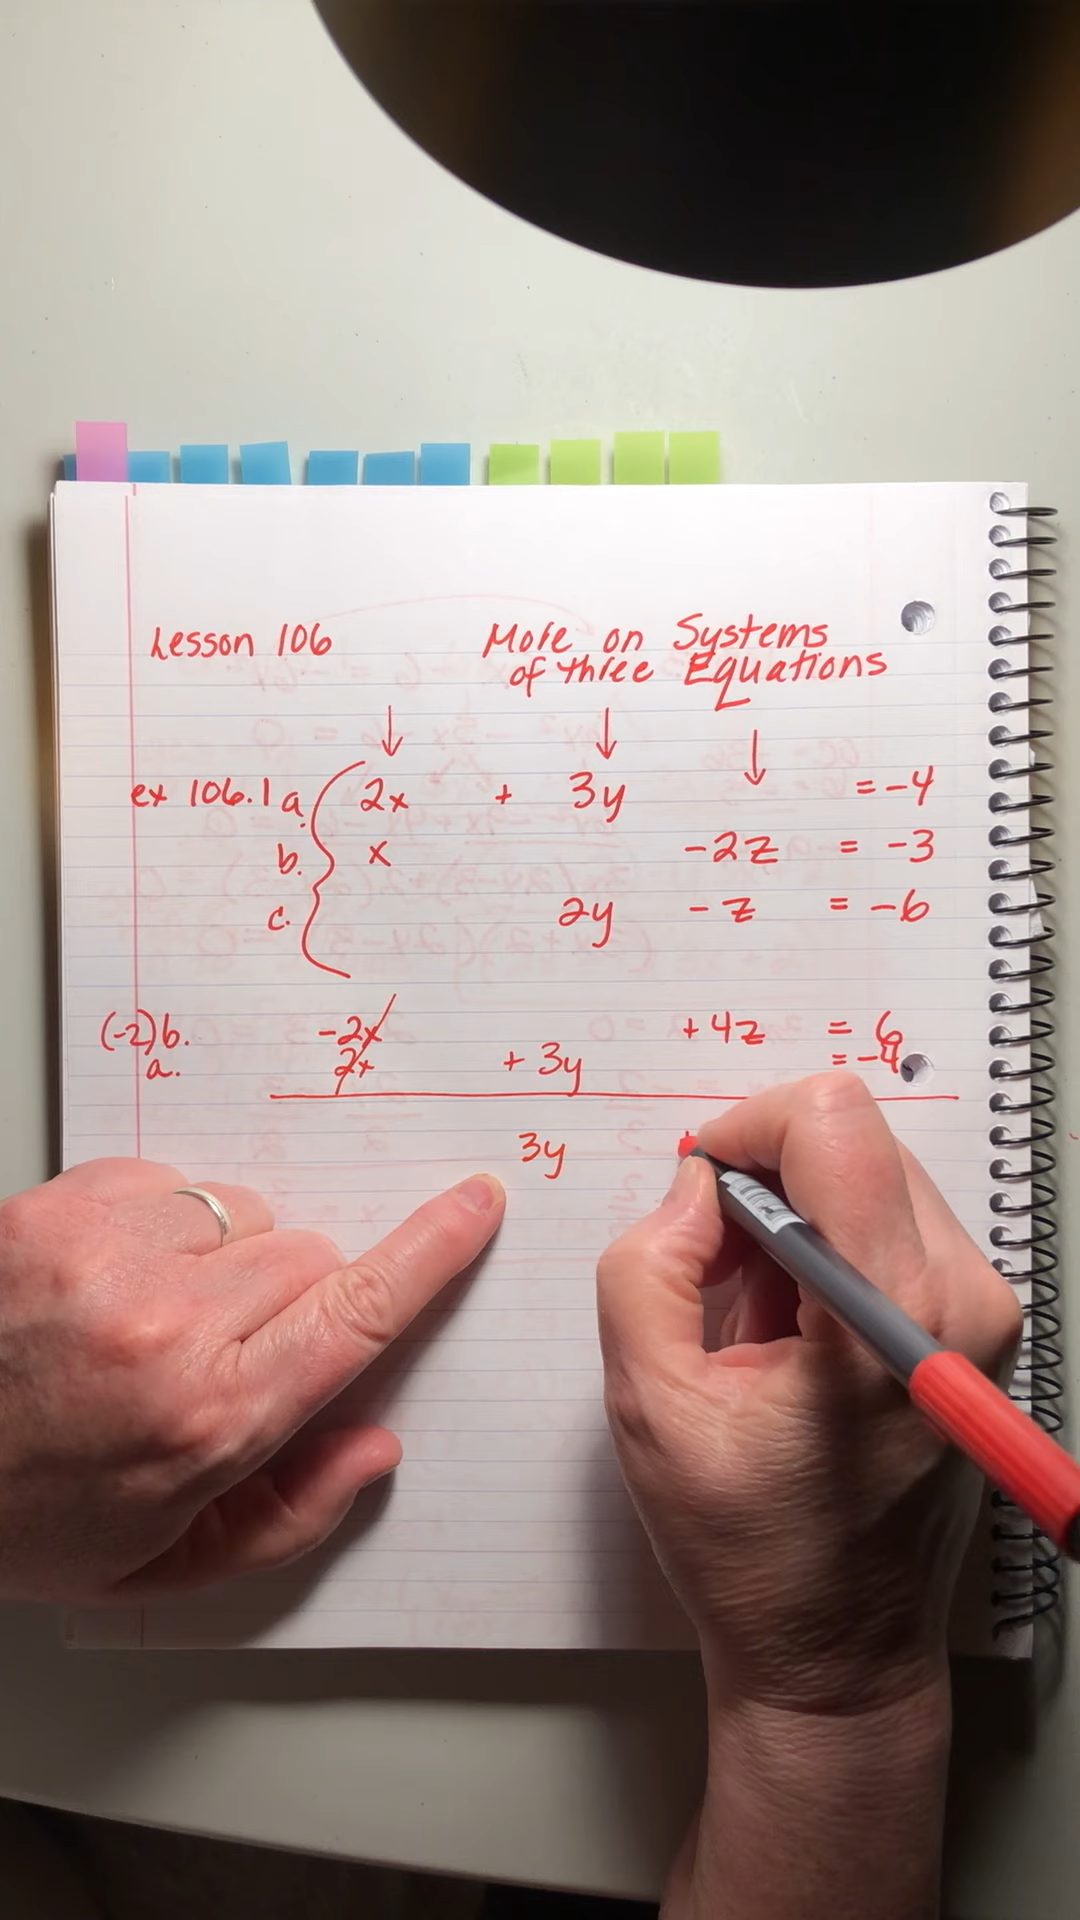 Lesson 106 More on Systems
of three Equations
ex 106.1 a. 2x + 3y = -4
b. x -2z = -3
c. 2y - z = -6
(-2)b. -2x + 4z = 6
a. 2x + 3y = -4
3y +